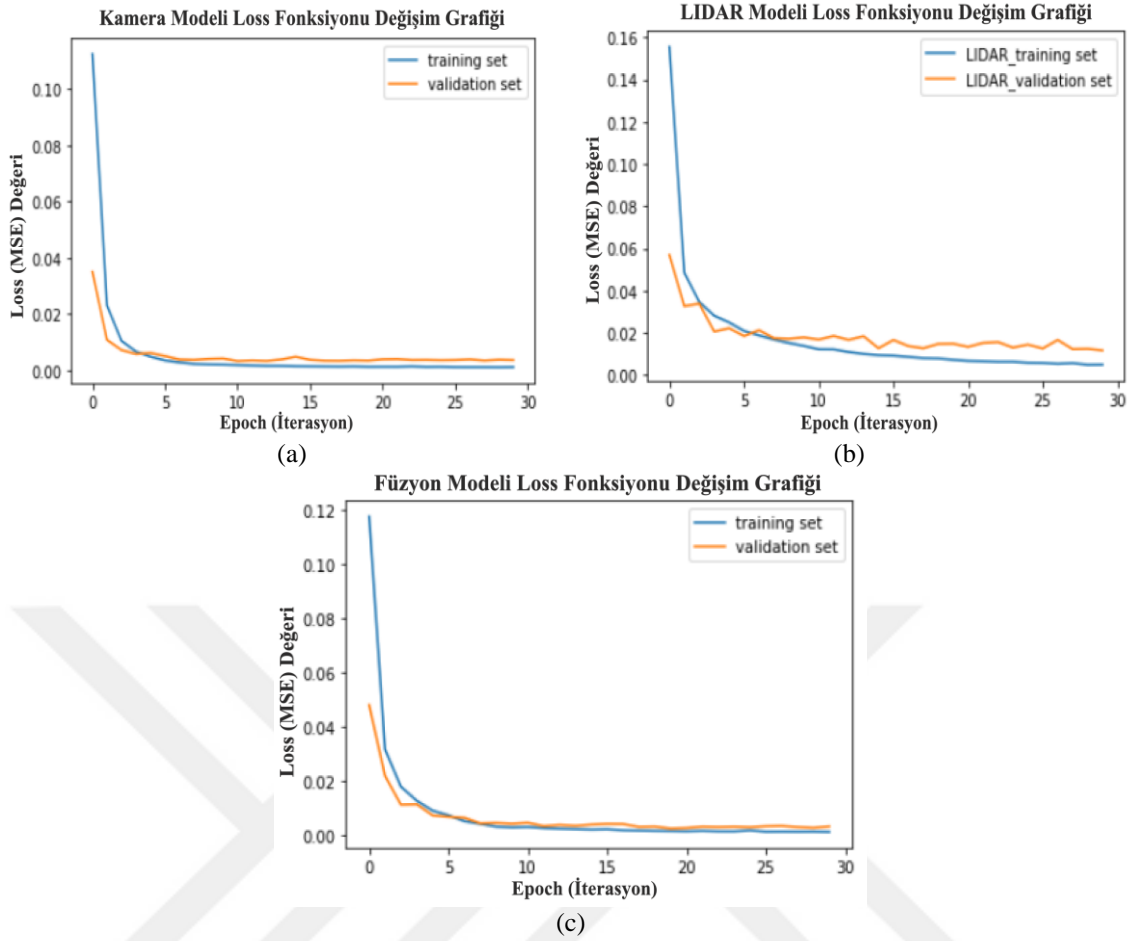 Kamera Modeli Loss Fonksiyonu Değişim Grafiği
training set
validation set
0.10
0.08
0.06
0.04
0.02
0.00
Loss (MSE) Değeri
0 5 10 15 20 25 30
Epoch (İterasyon)
(a)
LIDAR Modeli Loss Fonksiyonu Değişim Grafiği
LIDAR_training set
LIDAR_validation set
0.16
0.14
0.12
0.10
0.08
0.06
0.04
0.02
0.00
Loss (MSE) Değeri
0 5 10 15 20 25 30
Epoch (İterasyon)
(b)
Füzyon Modeli Loss Fonksiyonu Değişim Grafiği
training set
validation set
0.12
0.10
0.08
0.06
0.04
0.02
0.00
Loss (MSE) Değeri
0 5 10 15 20 25 30
Epoch (İterasyon)
(c)